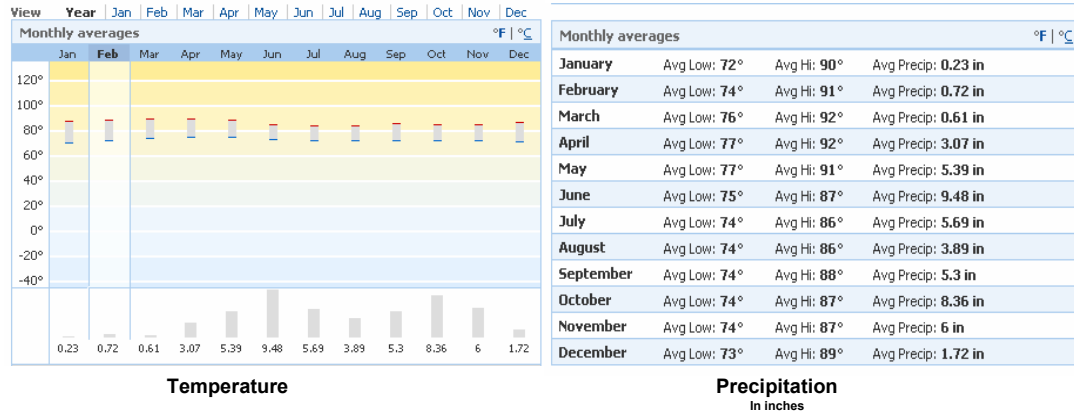 View Year | Jan | Feb | Mar | Apr | May | Jun | Jul | Aug | Sep | Oct | Nov | Dec
Monthly averages °F | °C
Jan Feb Mar Apr May Jun Jul Aug Sep Oct Nov Dec
120°
100°
80°
60°
40°
20°
0°
-20°
-40°
0.23 0.72 0.61 3.07 5.39 9.48 5.69 3.89 5.3 8.36 6 1.72
Temperature
Monthly averages °F | °C
January Avg Low: 72° Avg Hi: 90° Avg Precip: 0.23 in
February Avg Low: 74° Avg Hi: 91° Avg Precip: 0.72 in
March Avg Low: 76° Avg Hi: 92° Avg Precip: 0.61 in
April Avg Low: 77° Avg Hi: 92° Avg Precip: 3.07 in
May Avg Low: 77° Avg Hi: 91° Avg Precip: 5.39 in
June Avg Low: 75° Avg Hi: 87° Avg Precip: 9.48 in
July Avg Low: 74° Avg Hi: 86° Avg Precip: 5.69 in
August Avg Low: 74° Avg Hi: 86° Avg Precip: 3.89 in
September Avg Low: 74° Avg Hi: 88° Avg Precip: 5.3 in
October Avg Low: 74° Avg Hi: 87° Avg Precip: 8.36 in
November Avg Low: 74° Avg Hi: 87° Avg Precip: 6 in
December Avg Low: 73° Avg Hi: 89° Avg Precip: 1.72 in
Precipitation
In inches